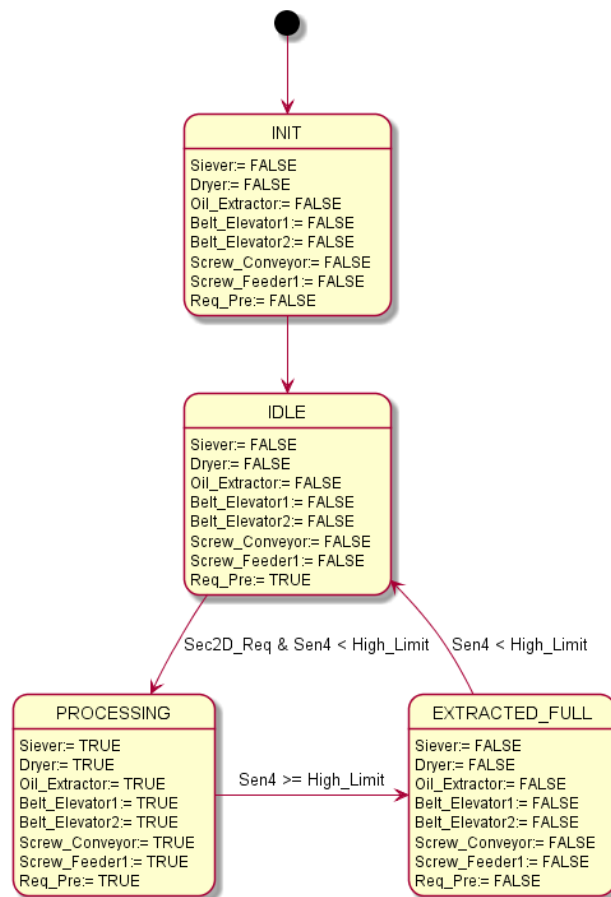 INIT
Siever:= FALSE
Dryer:= FALSE
Oil_Extractor:= FALSE
Belt_Elevator1:= FALSE
Belt_Elevator2:= FALSE
Screw_Conveyor:= FALSE
Screw_Feeder1:= FALSE
Req_Pre:= FALSE
IDLE
Siever:= FALSE
Dryer:= FALSE
Oil_Extractor:= FALSE
Belt_Elevator1:= FALSE
Belt_Elevator2:= FALSE
Screw_Conveyor:= FALSE
Screw_Feeder1:= FALSE
Req_Pre:= TRUE
Sec2D_Req & Sen4 < High_Limit
Sen4 < High_Limit
PROCESSING
Siever:= TRUE
Dryer:= TRUE
Oil_Extractor:= TRUE
Belt_Elevator1:= TRUE
Belt_Elevator2:= TRUE
Screw_Conveyor:= TRUE
Screw_Feeder1:= TRUE
Req_Pre:= TRUE
Sen4 >= High_Limit
EXTRACTED_FULL
Siever:= FALSE
Dryer:= FALSE
Oil_Extractor:= FALSE
Belt_Elevator1:= FALSE
Belt_Elevator2:= FALSE
Screw_Conveyor:= FALSE
Screw_Feeder1:= FALSE
Req_Pre:= FALSE